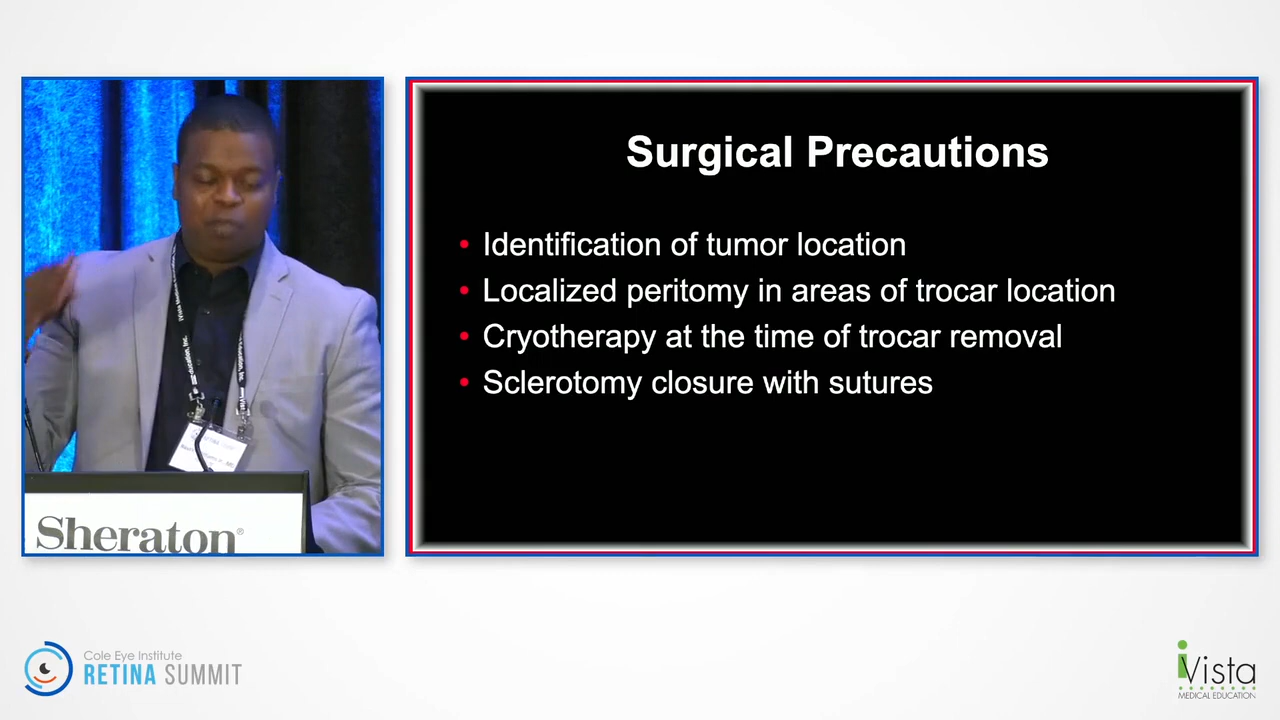 Surgical Precautions
• Identification of tumor location
• Localized peritomy in areas of trocar location
• Cryotherapy at the time of trocar removal
• Sclerotomy closure with sutures
Sheraton®
Cole Eye Institute
RETINA SUMMIT
iVista
MEDICAL EDUCATION